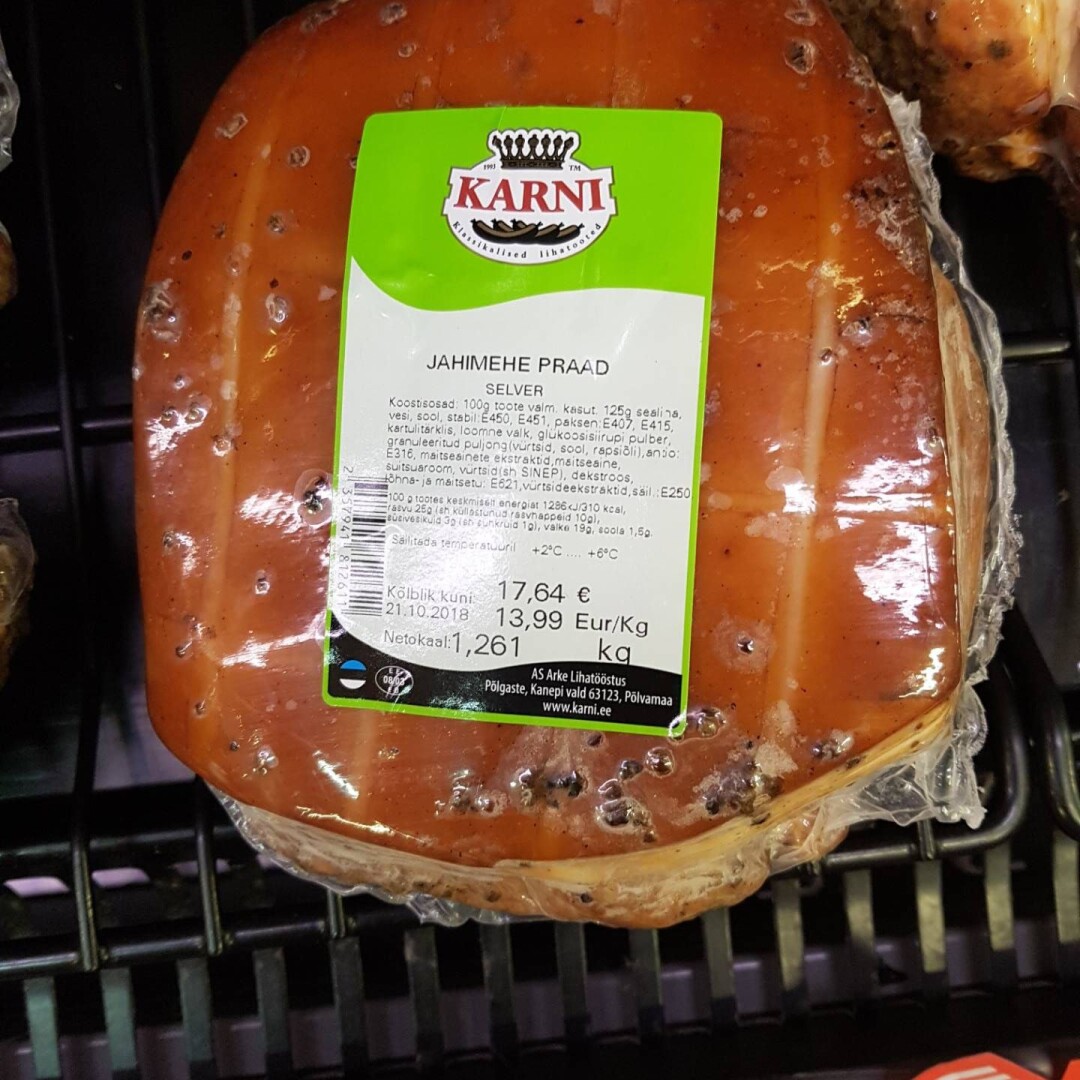 1993 TM
KARNI
Klassikalised lihatooted
JAHIMEHE PRAAD
SELVER
Koostisosad: 100g toote valm. kasut. 125g sealiha,
vesi, sool, stabil:E450, E451, paksen:E407, E415,
kartulitärklis, loomne valk, glükoosisiirupi pulber,
granuleeritud puljong(vürtsid, sool, rapsiõli),antio:
E316, maitseainete ekstraktid,maitseaine,
suitsuaroom, vürtsid(sh SINEP), dekstroos,
lõhna- ja maitsetu: E621,vürtsideekstraktid,säil.:E250
100 g tootes keskmiselt energiat 1286kJ/310 kcal,
rasvu 25g (sh küllastunud rasvhappeid 10g),
süsivesikuid 3g (sh suhkruid 1g), valke 19g, soola 1,5g.
Säilitada temperatuuril +2°C .... +6°C
Kõlblik kuni: 17,64 €
21.10.2018 13,99 Eur/Kg
Netokaal:1,261 kg
AS Arke Lihatööstus
Põlgaste, Kanepi vald 63123, Põlvamaa
www.karni.ee